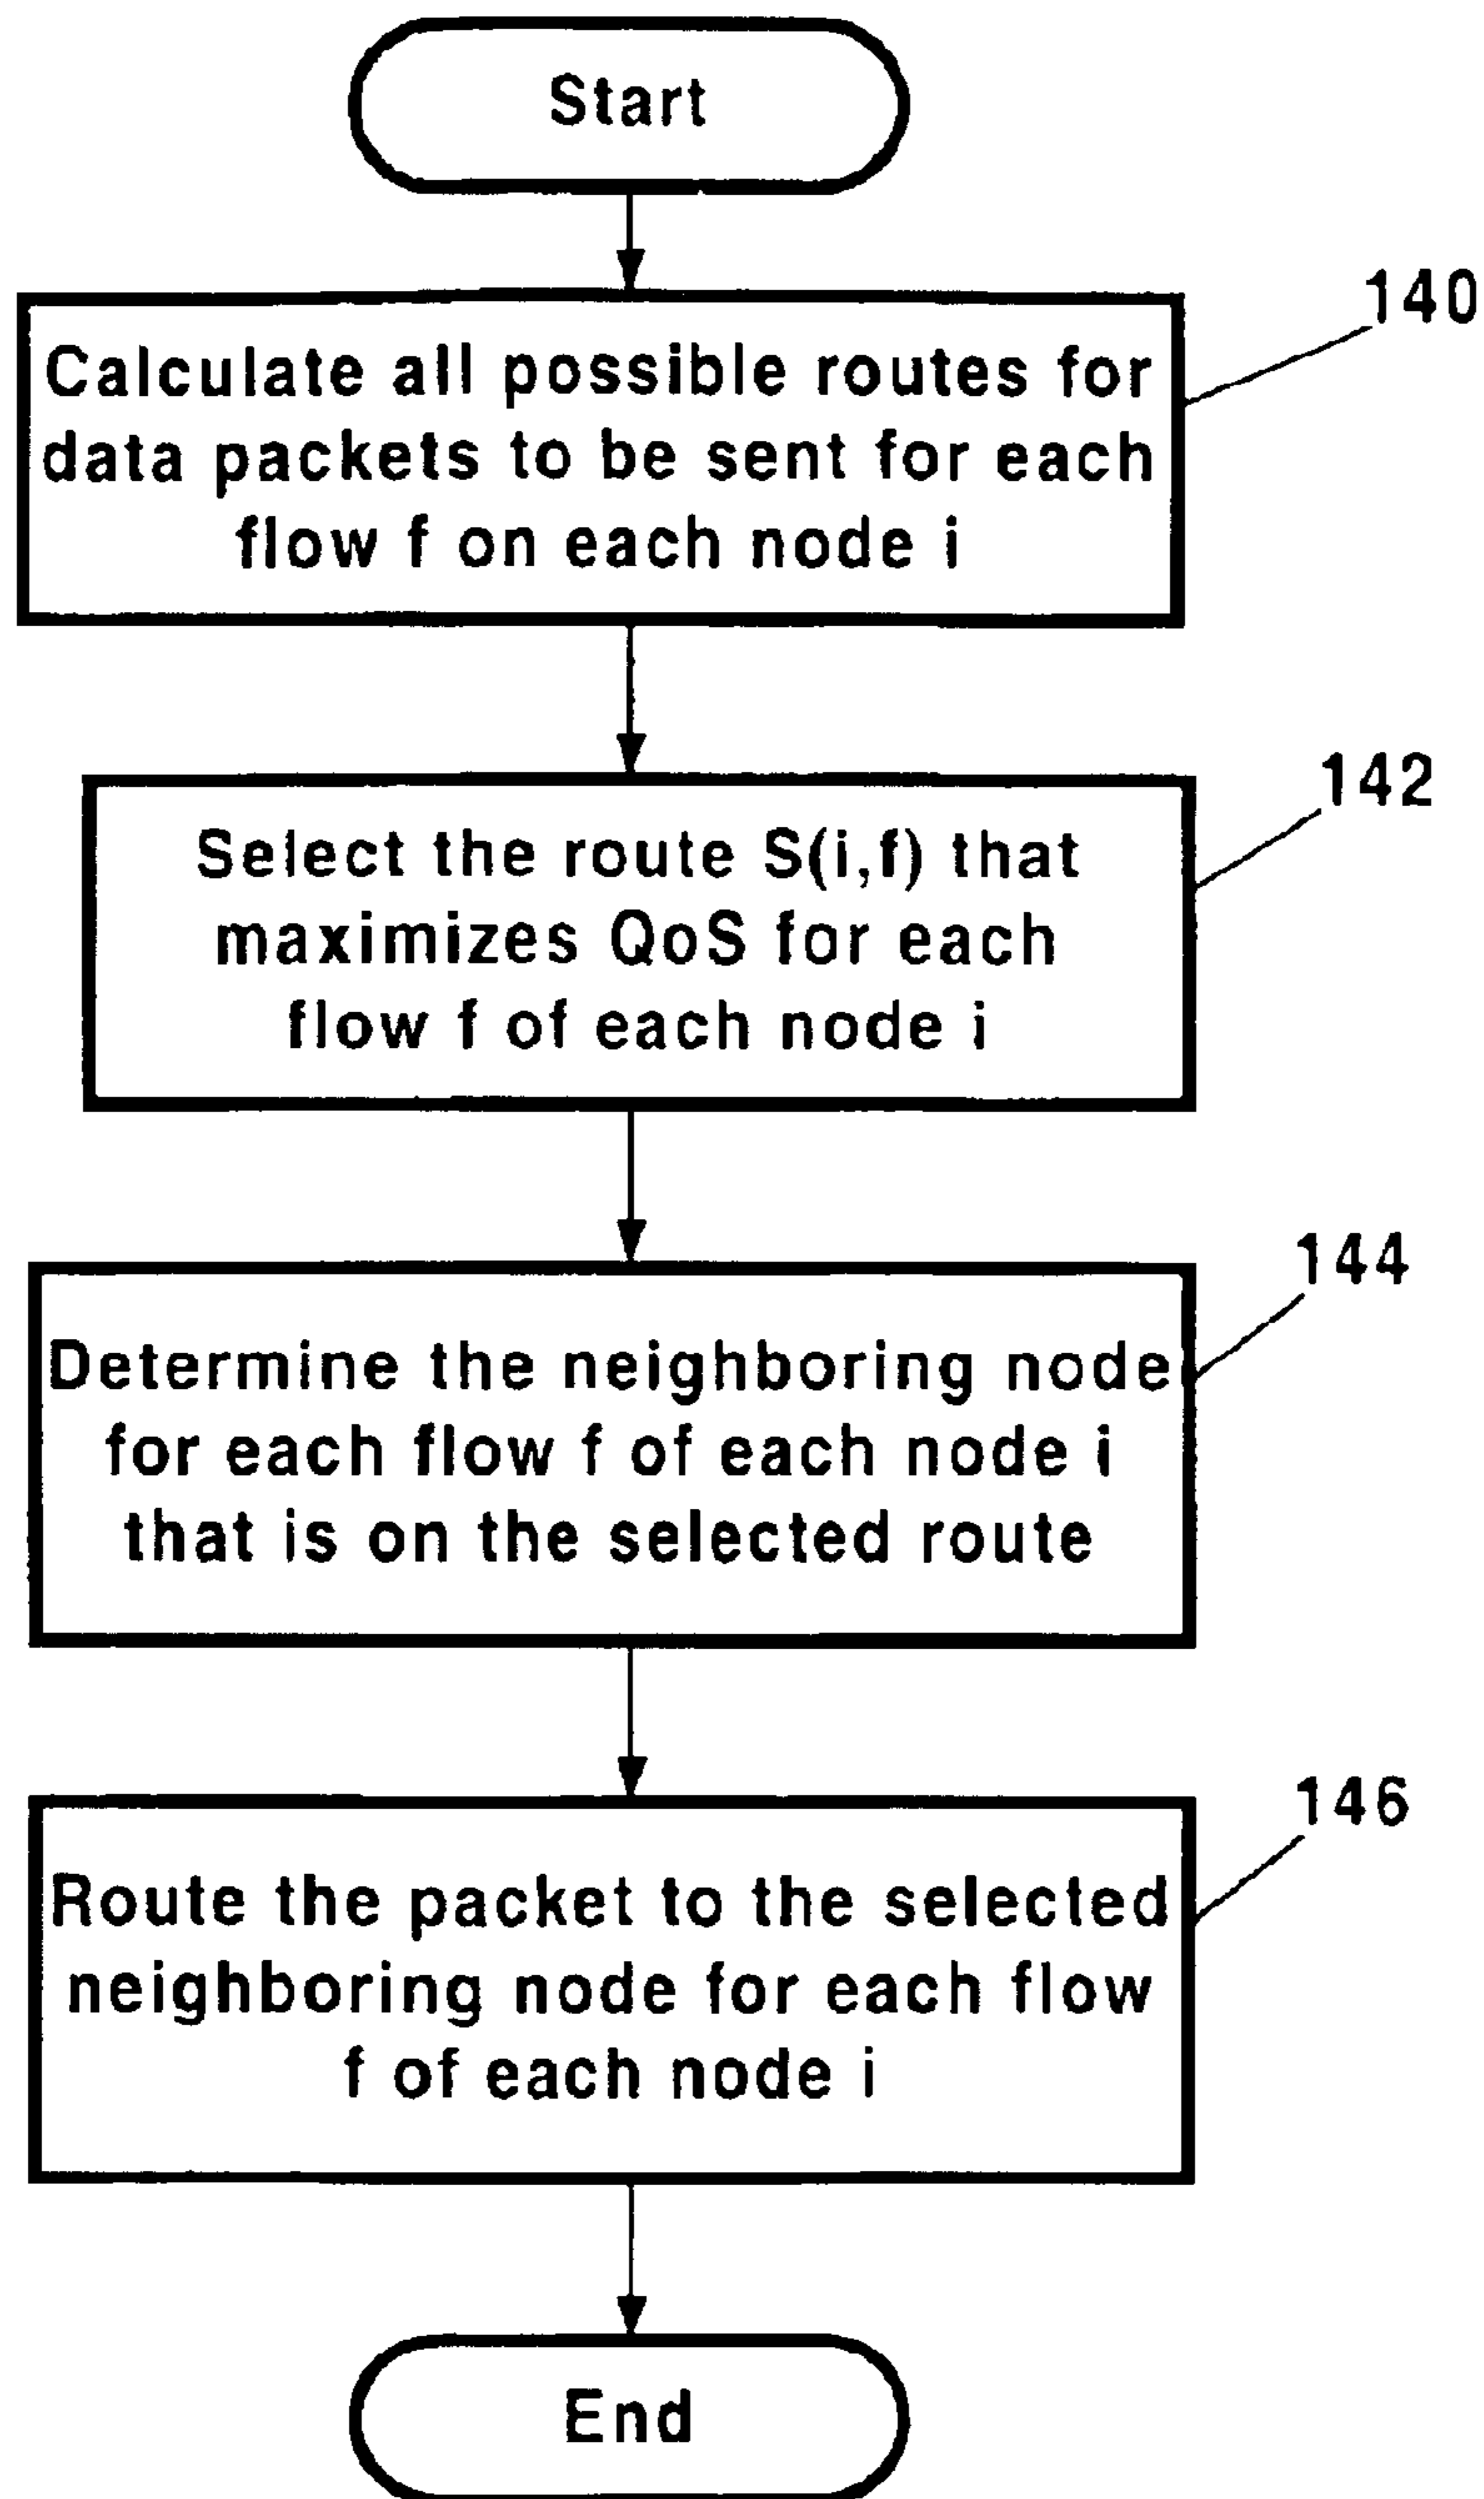 Start
140
Calculate all possible routes for
data packets to be sent for each
flow f on each node i
142
Select the route S(i,f) that
maximizes QoS for each
flow f of each node i
144
Determine the neighboring node
for each flow f of each node i
that is on the selected route
146
Route the packet to the selected
neighboring node for each flow
f of each node i
End